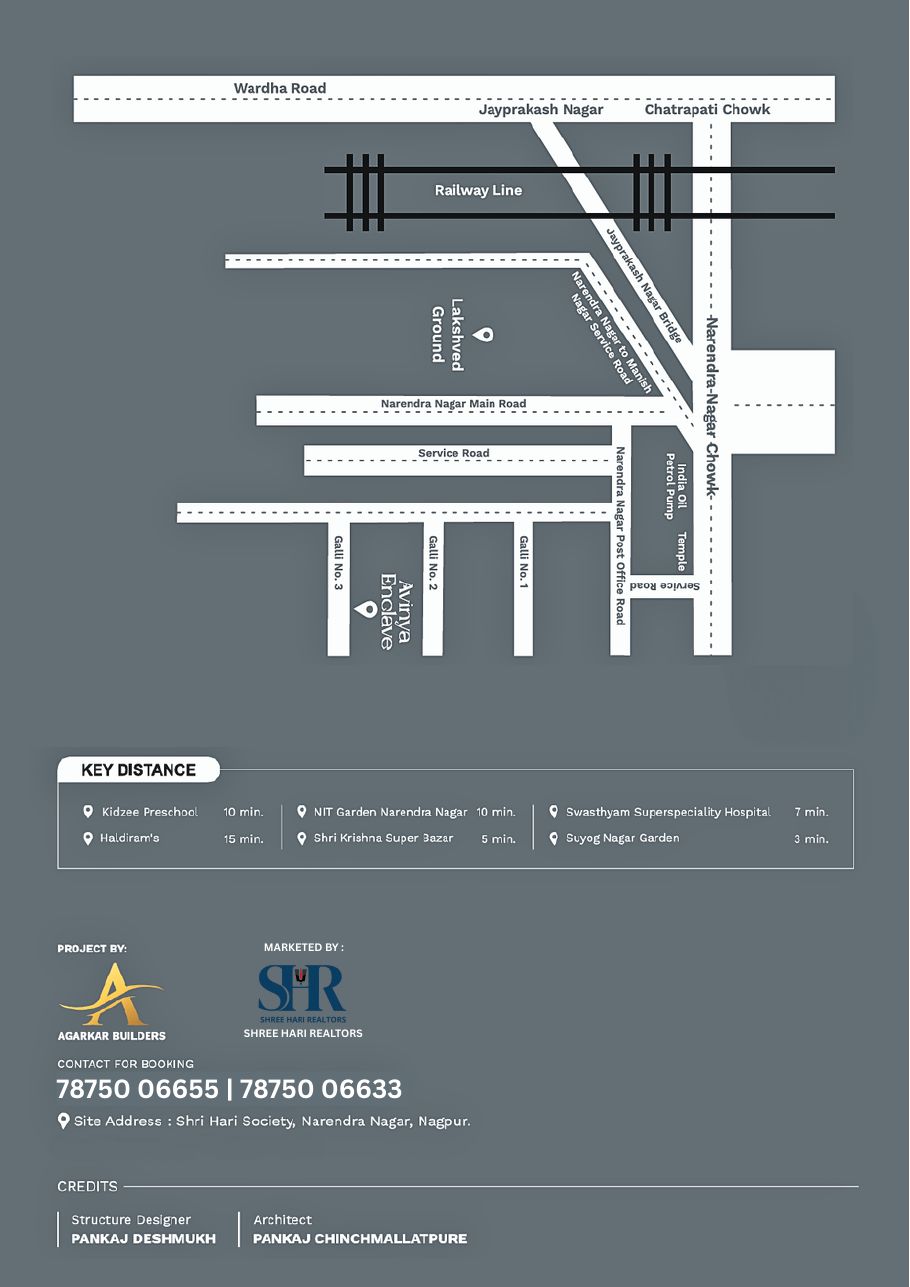 Wardha Road
Jayprakash Nagar
Chatrapati Chowk
Railway Line
Jayprakash Nagar Bridge
Narendra Nagar to Manish
Nagar Service Road
Lakshved
Ground
Narendra Nagar Chowk
Narendra Nagar Main Road
Service Road
Narendra Nagar Post Office Road
India Oil
Petrol Pump
Temple
Service Road
Galli No. 3
Avinya
Enclave
Galli No. 2
Galli No. 1
KEY DISTANCE
Kidzee Preschool 10 min.
Haldiram's 15 min.
NIT Garden Narendra Nagar 10 min.
Shri Krishna Super Bazar 5 min.
Swasthyam Superspeciality Hospital 7 min.
Suyog Nagar Garden 3 min.
PROJECT BY:
A
AGARKAR BUILDERS
MARKETED BY :
SHR
SHREE HARI REALTORS
SHREE HARI REALTORS
CONTACT FOR BOOKING
78750 06655 | 78750 06633
Site Address : Shri Hari Society, Narendra Nagar, Nagpur.
CREDITS
Structure Designer
PANKAJ DESHMUKH
Architect
PANKAJ CHINCHMALLATPURE